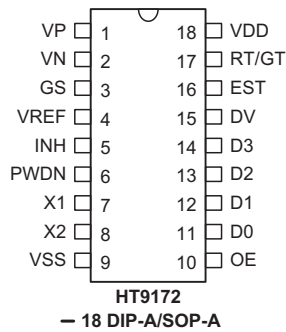 VP 1 18 VDD
VN 2 17 RT/GT
GS 3 16 EST
VREF 4 15 DV
INH 5 14 D3
PWDN 6 13 D2
X1 7 12 D1
X2 8 11 D0
VSS 9 10 OE
HT9172
– 18 DIP-A/SOP-A